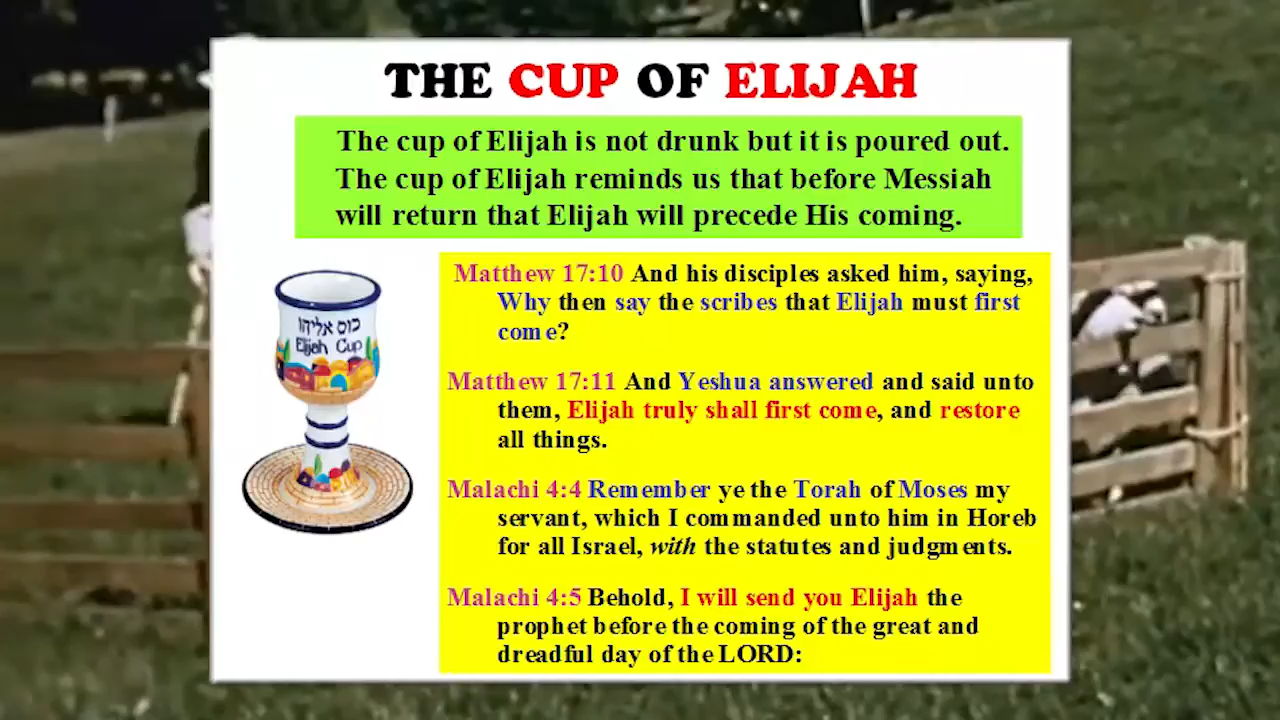 THE CUP OF ELIJAH
The cup of Elijah is not drunk but it is poured out.
The cup of Elijah reminds us that before Messiah
will return that Elijah will precede His coming.
כוס אליהו
Elijah Cup
Matthew 17:10 And his disciples asked him, saying,
Why then say the scribes that Elijah must first
come?
Matthew 17:11 And Yeshua answered and said unto
them, Elijah truly shall first come, and restore
all things.
Malachi 4:4 Remember ye the Torah of Moses my
servant, which I commanded unto him in Horeb
for all Israel, with the statutes and judgments.
Malachi 4:5 Behold, I will send you Elijah the
prophet before the coming of the great and
dreadful day of the LORD: